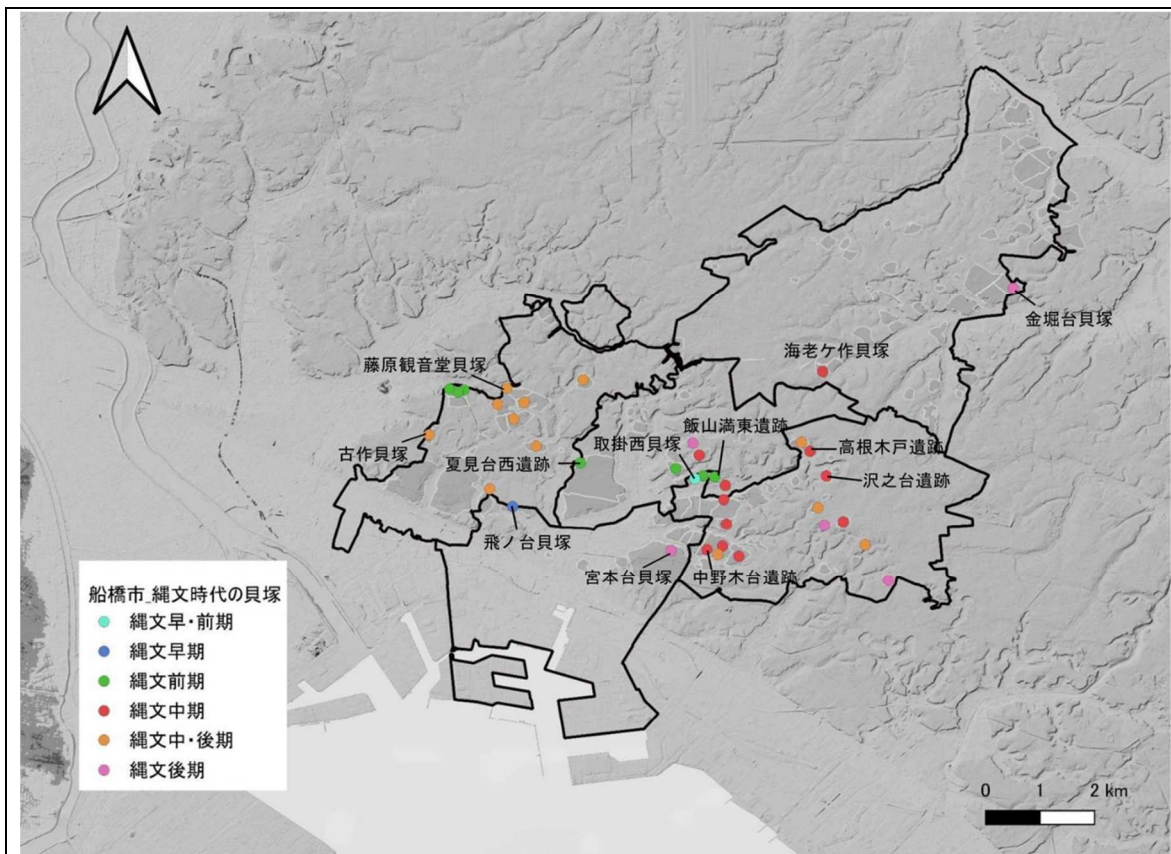 金堀台貝塚
海老ケ作貝塚
藤原観音堂貝塚
飯山満東遺跡
取掛西貝塚
高根木戸遺跡
古作貝塚
夏見台西遺跡
沢之台遺跡
飛ノ台貝塚
宮本台貝塚
中野木台遺跡
船橋市_縄文時代の貝塚
縄文早・前期
縄文早期
縄文前期
縄文中期
縄文中・後期
縄文後期
0 1 2 km